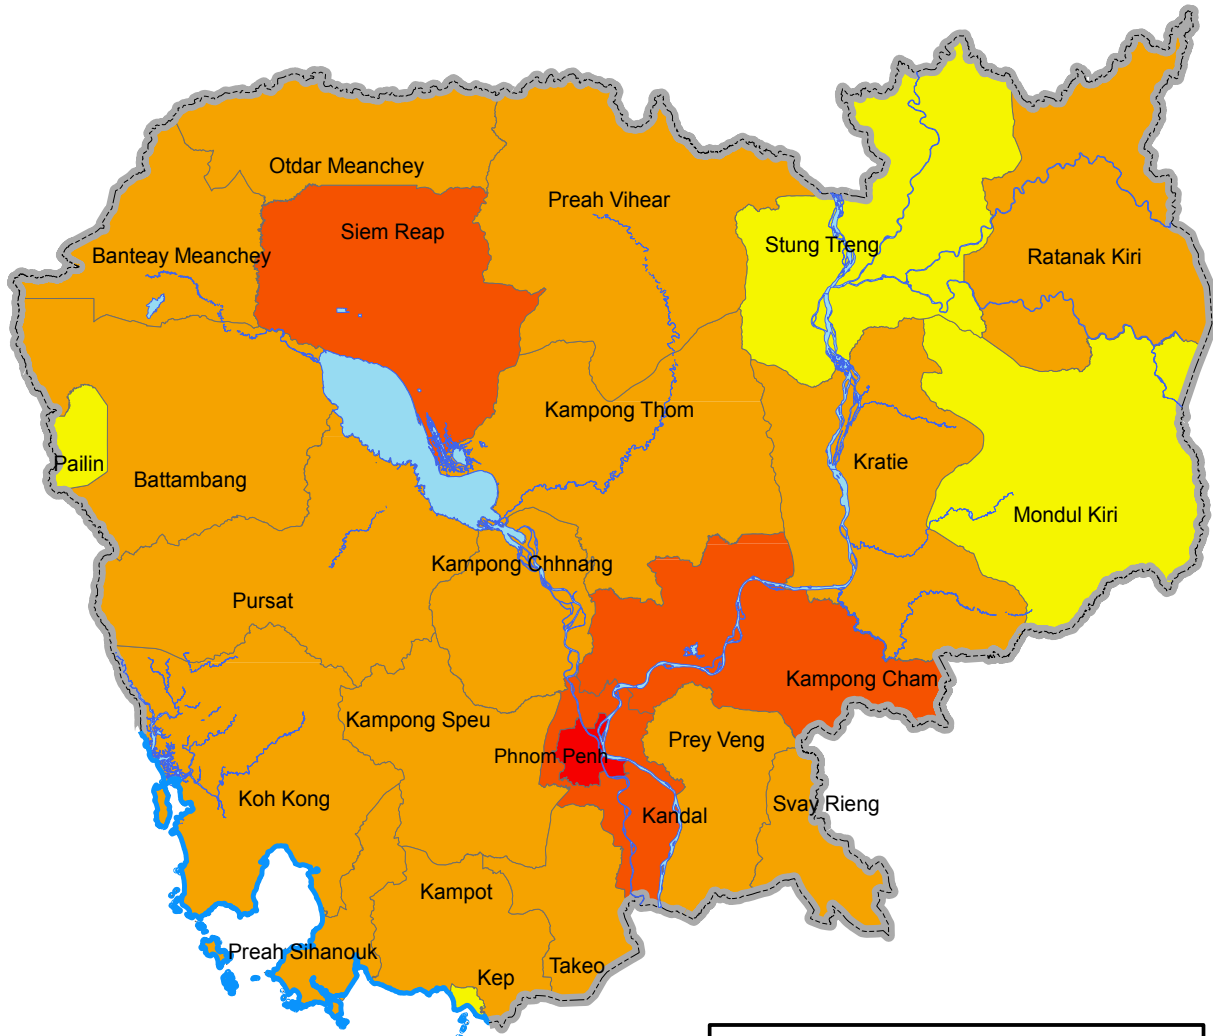 Otdar Meanchey
Preah Vihear
Siem Reap
Stung Treng
Banteay Meanchey
Ratanak Kiri
Kampong Thom
Pailin
Kratie
Battambang
Mondul Kiri
Kampong Chhnang
Pursat
Kampong Cham
Kampong Speu
Prey Veng
Phnom Penh
Koh Kong
Svay Rieng
Kandal
Kampot
Preah Sihanouk
Takeo
Kep